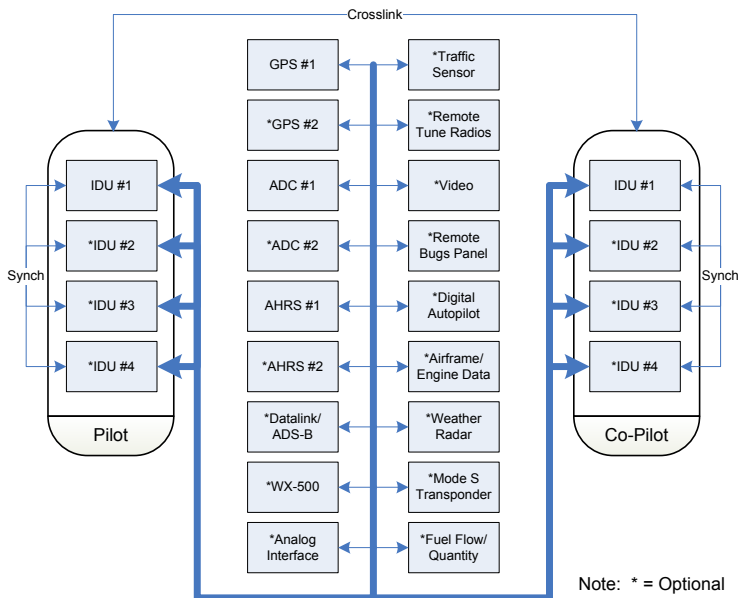 Crosslink
GPS #1
*Traffic
Sensor
*GPS #2
*Remote
Tune Radios
ADC #1
*Video
*ADC #2
*Remote
Bugs Panel
AHRS #1
*Digital
Autopilot
*AHRS #2
*Airframe/
Engine Data
*Datalink/
ADS-B
*Weather
Radar
*WX-500
*Mode S
Transponder
*Analog
Interface
*Fuel Flow/
Quantity
IDU #1
*IDU #2
Synch
*IDU #3
*IDU #4
Pilot
IDU #1
*IDU #2
Synch
*IDU #3
*IDU #4
Co-Pilot
Note: * = Optional